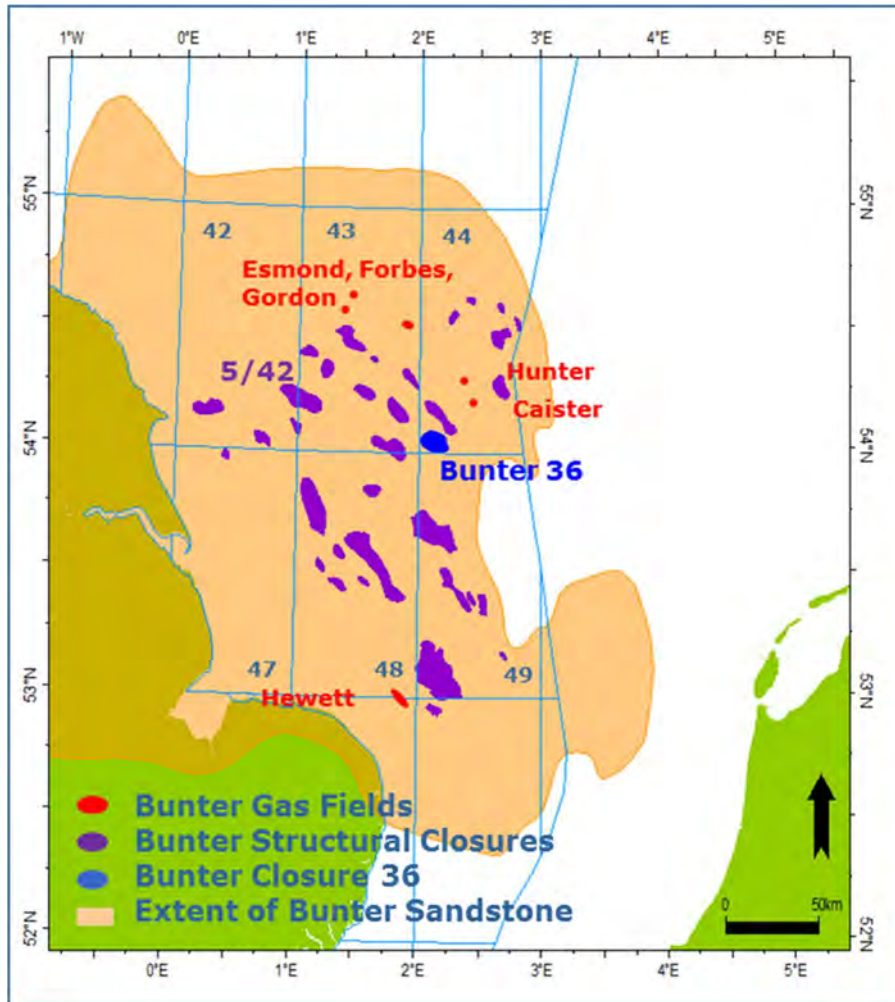 1°W 0°E 1°E 2°E 3°E 4°E 5°E
55°N
55°N
42 43 44
Esmond, Forbes,
Gordon
5/42
Hunter
Caister
54°N
54°N
Bunter 36
53°N
53°N
47 48 49
Hewett
Bunter Gas Fields
Bunter Structural Closures
Bunter Closure 36
Extent of Bunter Sandstone
0 50km
52°N
52°N
0°E 1°E 2°E 3°E 4°E 5°E